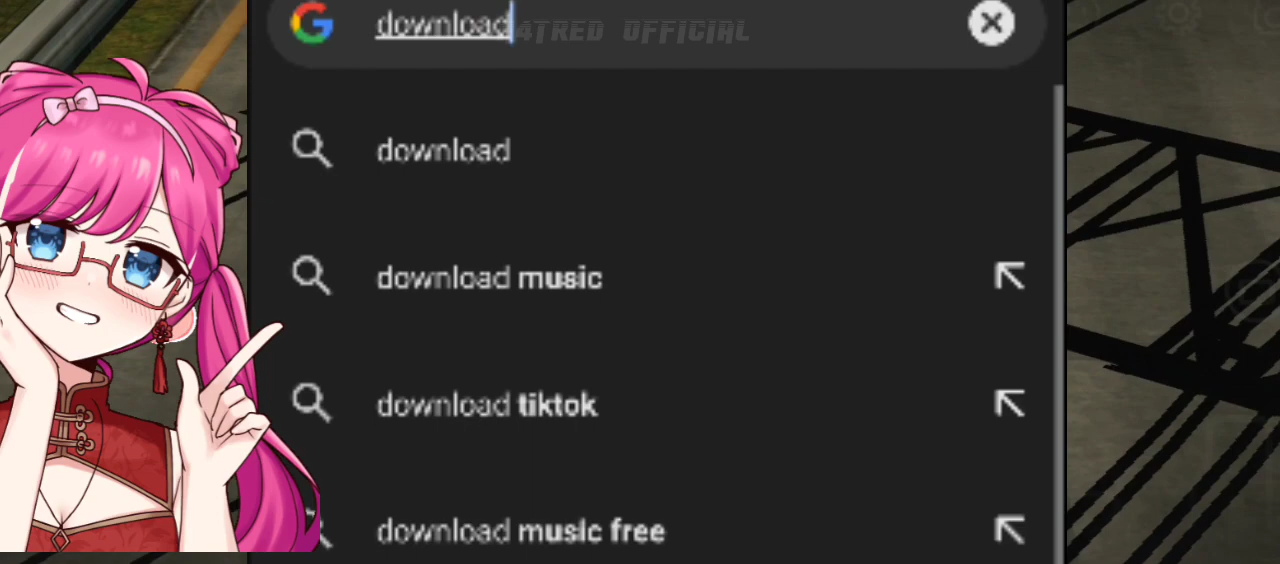 download
4TRED OFFICIAL
download
download music
download tiktok
download music free